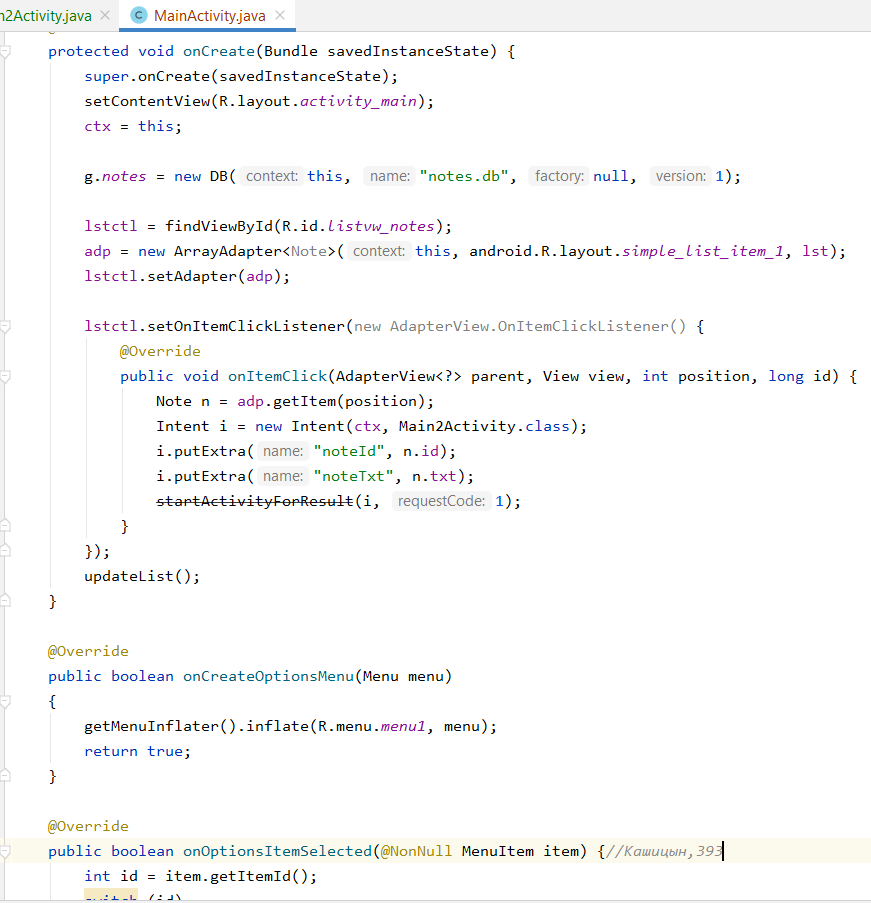 n2Activity.java MainActivity.java
protected void onCreate(Bundle savedInstanceState) {
super.onCreate(savedInstanceState);
setContentView(R.layout.activity_main);
ctx = this;
g.notes = new DB( context: this, name: "notes.db", factory: null, version: 1);
lstctl = findViewById(R.id.listvw_notes);
adp = new ArrayAdapter<Note>( context: this, android.R.layout.simple_list_item_1, lst);
lstctl.setAdapter(adp);
lstctl.setOnItemClickListener(new AdapterView.OnItemClickListener() {
@Override
public void onItemClick(AdapterView<?> parent, View view, int position, long id) {
Note n = adp.getItem(position);
Intent i = new Intent(ctx, Main2Activity.class);
i.putExtra( name: "noteId", n.id);
i.putExtra( name: "noteTxt", n.txt);
startActivityForResult(i, requestCode: 1);
}
});
updateList();
}
@Override
public boolean onCreateOptionsMenu(Menu menu)
{
getMenuInflater().inflate(R.menu.menu1, menu);
return true;
}
@Override
public boolean onOptionsItemSelected(@NonNull MenuItem item) {//Кашицын,393
int id = item.getItemId();
switch (id)